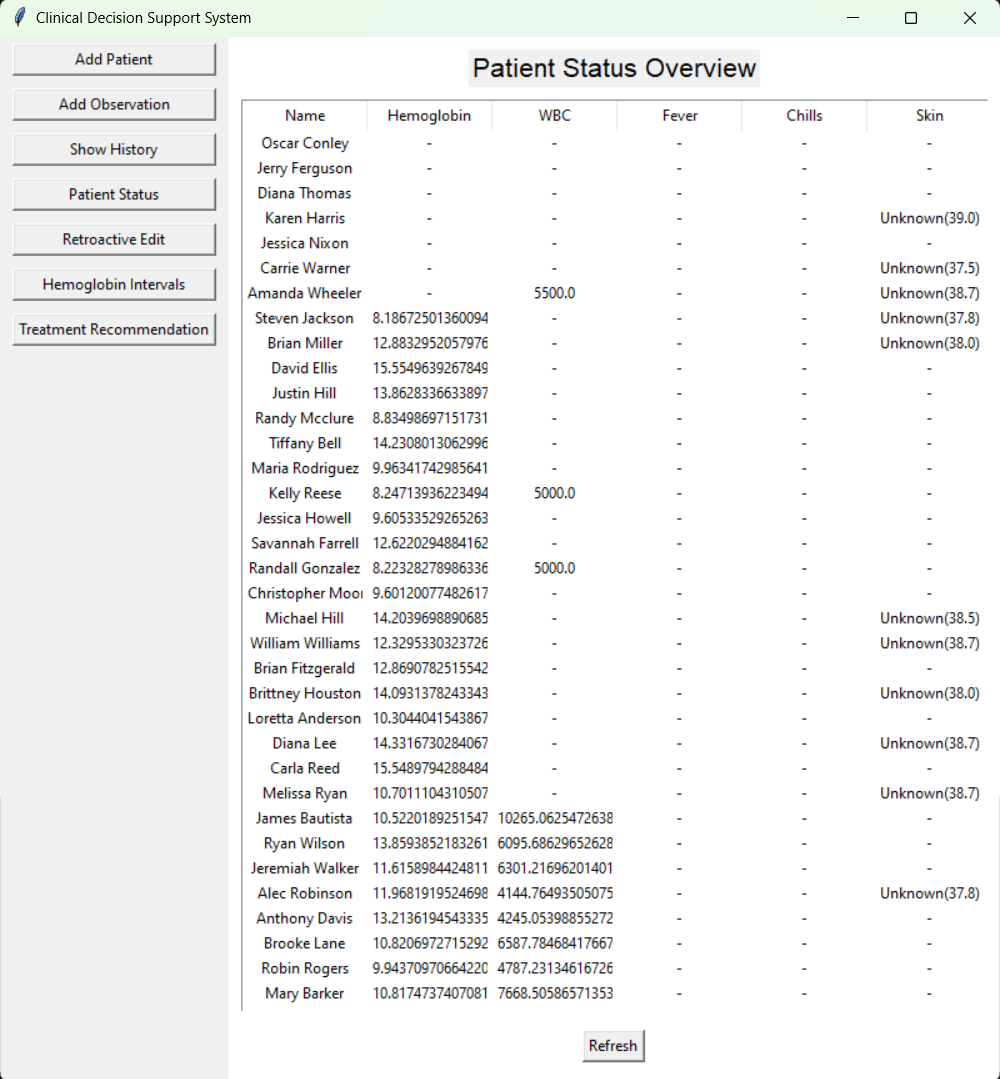 Clinical Decision Support System
Add Patient
Add Observation
Show History
Patient Status
Retroactive Edit
Hemoglobin Intervals
Treatment Recommendation
Patient Status Overview
Name Hemoglobin WBC Fever Chills Skin
Oscar Conley - - - - -
Jerry Ferguson - - - - -
Diana Thomas - - - - -
Karen Harris - - - - Unknown(39.0)
Jessica Nixon - - - - -
Carrie Warner - - - - Unknown(37.5)
Amanda Wheeler - 5500.0 - - Unknown(38.7)
Steven Jackson 8.18672501360094 - - - Unknown(37.8)
Brian Miller 12.8832952057976 - - - Unknown(38.0)
David Ellis 15.5549639267849 - - - -
Justin Hill 13.8628336633897 - - - -
Randy Mcclure 8.83498697151731 - - - -
Tiffany Bell 14.2308013062996 - - - -
Maria Rodriguez 9.96341742985641 - - - -
Kelly Reese 8.24713936223494 5000.0 - - -
Jessica Howell 9.60533529265263 - - - -
Savannah Farrell 12.6220294884162 - - - -
Randall Gonzalez 8.22328278986336 5000.0 - - -
Christopher Moor 9.60120077482617 - - - -
Michael Hill 14.2039698890685 - - - Unknown(38.5)
William Williams 12.3295330323726 - - - Unknown(38.7)
Brian Fitzgerald 12.8690782515542 - - - -
Brittney Houston 14.0931378243343 - - - Unknown(38.0)
Loretta Anderson 10.3044041543867 - - - -
Diana Lee 14.3316730284067 - - - Unknown(38.7)
Carla Reed 15.5489794288484 - - - -
Melissa Ryan 10.7011104310507 - - - Unknown(38.7)
James Bautista 10.5220189251547 10265.0625472638 - - -
Ryan Wilson 13.8593852183261 6095.68629652628 - - -
Jeremiah Walker 11.6158984424811 6301.21696201401 - - -
Alec Robinson 11.9681919524698 4144.76493505075 - - Unknown(37.8)
Anthony Davis 13.2136194543335 4245.05398855272 - - -
Brooke Lane 10.8206972715292 6587.78468417667 - - -
Robin Rogers 9.94370970664220 4787.23134616726 - - -
Mary Barker 10.8174737407081 7668.50586571353 - - -
Refresh